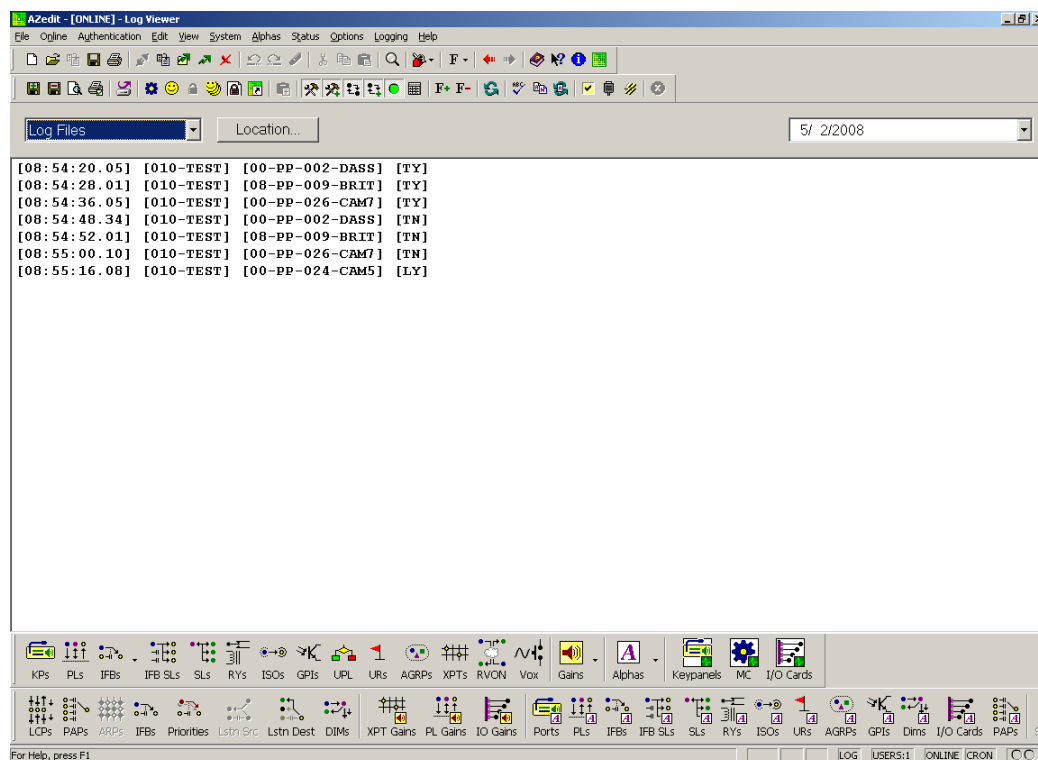 AZedit - [ONLINE] - Log Viewer
File Online Authentication Edit View System Alphas Status Options Logging Help
F F+ F-
Log Files Location... 5/ 2/2008
[08:54:20.05] [010-TEST] [00-PP-002-DASS] [TY]
[08:54:28.01] [010-TEST] [08-PP-009-BRIT] [TY]
[08:54:36.05] [010-TEST] [00-PP-026-CAM7] [TY]
[08:54:48.34] [010-TEST] [00-PP-002-DASS] [TN]
[08:54:52.01] [010-TEST] [08-PP-009-BRIT] [TN]
[08:55:00.10] [010-TEST] [00-PP-026-CAM7] [TN]
[08:55:16.08] [010-TEST] [00-PP-024-CAM5] [LY]
KPs PLs IFBs IFB SLs SLs RYs ISOs GPIs UPL URs AGRPs XPTs RVON Vox Gains Alphas Keypanels MC I/O Cards
LCPs PAPs ARPs IFBs Priorities Lstn Src Lstn Dest DIMs XPT Gains PL Gains IO Gains Ports PLs IFBs IFB SLs SLs RYs ISOs URs AGRPs GPIs Dims I/O Cards PAPs
For Help, press F1 LOG USERS:1 ONLINE CRON